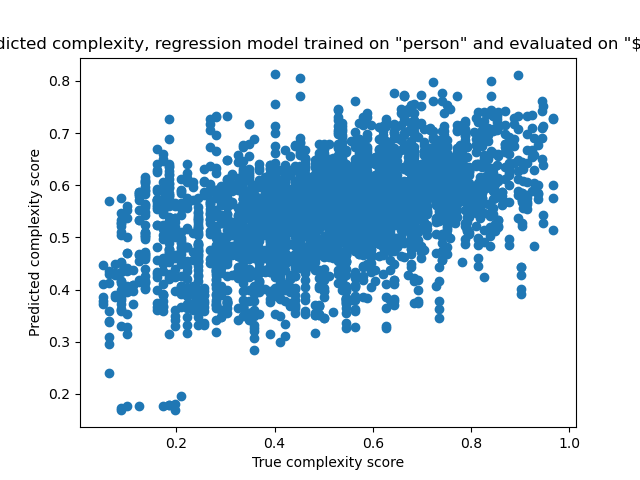 dicted complexity, regression model trained on "person" and evaluated on "$
0.8
0.7
0.6
0.5
0.4
0.3
0.2
Predicted complexity score
0.2 0.4 0.6 0.8 1.0
True complexity score